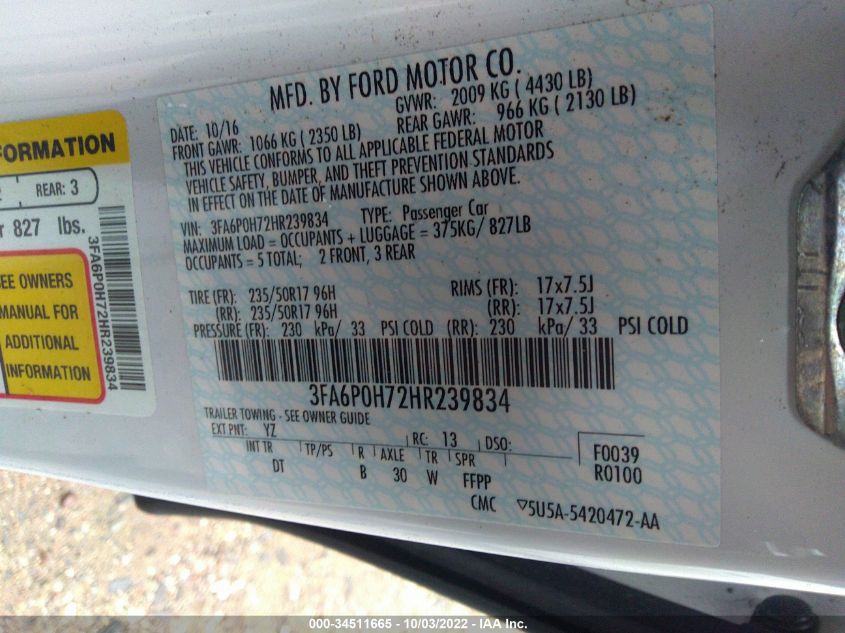 FORMATION
REAR: 3
827 lbs.
SEE OWNERS
MANUAL FOR
ADDITIONAL
INFORMATION
3FA6P0H72HR239834
MFD. BY FORD MOTOR CO.
DATE: 10/16 GVWR: 2009 KG ( 4430 LB)
FRONT GAWR: 1066 KG ( 2350 LB) REAR GAWR: 966 KG ( 2130 LB)
THIS VEHICLE CONFORMS TO ALL APPLICABLE FEDERAL MOTOR
VEHICLE SAFETY, BUMPER, AND THEFT PREVENTION STANDARDS
IN EFFECT ON THE DATE OF MANUFACTURE SHOWN ABOVE.
VIN: 3FA6P0H72HR239834 TYPE: Passenger Car
MAXIMUM LOAD = OCCUPANTS + LUGGAGE = 375KG/ 827LB
OCCUPANTS = 5 TOTAL; 2 FRONT, 3 REAR
TIRE (FR): 235/50R17 96H RIMS (FR): 17x7.5J
(RR): 235/50R17 96H (RR): 17x7.5J
PRESSURE (FR): 230 kPa/ 33 PSI COLD (RR): 230 kPa/ 33 PSI COLD
3FA6P0H72HR239834
TRAILER TOWING - SEE OWNER GUIDE
EXT PNT: YZ RC: 13 DSO: F0039
INT TR TP/PS R AXLE TR SPR R0100
DT B 30 W FFPP
CMC ▽5U5A-5420472-AA
000-34511665 - 10/03/2022 - IAA Inc.